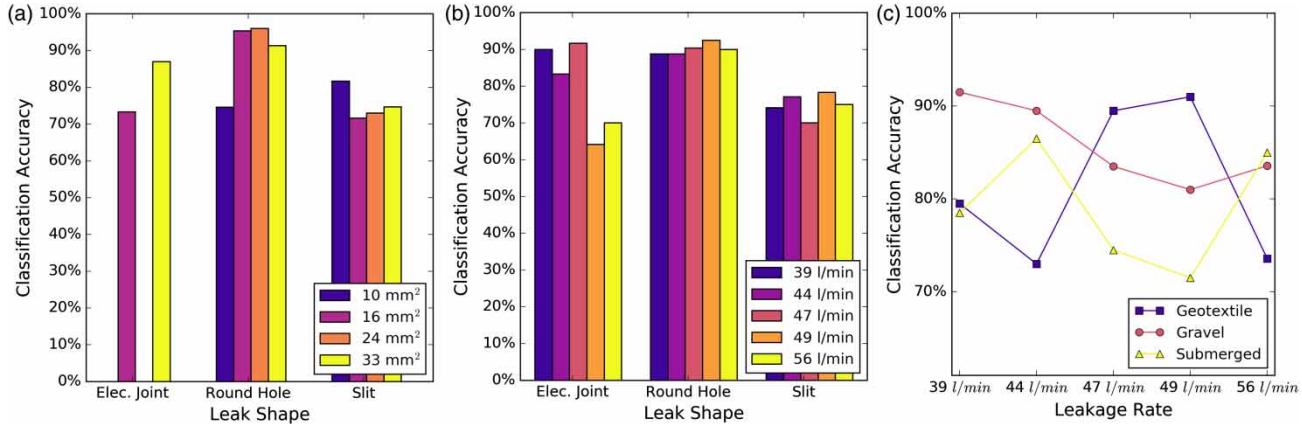 (a)
100%
90%
80%
70%
60%
50%
40%
30%
20%
10%
0%
Classification Accuracy
Elec. Joint Round Hole Slit
Leak Shape
10 mm²
16 mm²
24 mm²
33 mm²
(b)
100%
90%
80%
70%
60%
50%
40%
30%
20%
10%
0%
Classification Accuracy
Elec. Joint Round Hole Slit
Leak Shape
39 l/min
44 l/min
47 l/min
49 l/min
56 l/min
(c)
100%
90%
80%
70%
Classification Accuracy
39 l/min 44 l/min 47 l/min 49 l/min 56 l/min
Leakage Rate
Geotextile
Gravel
Submerged